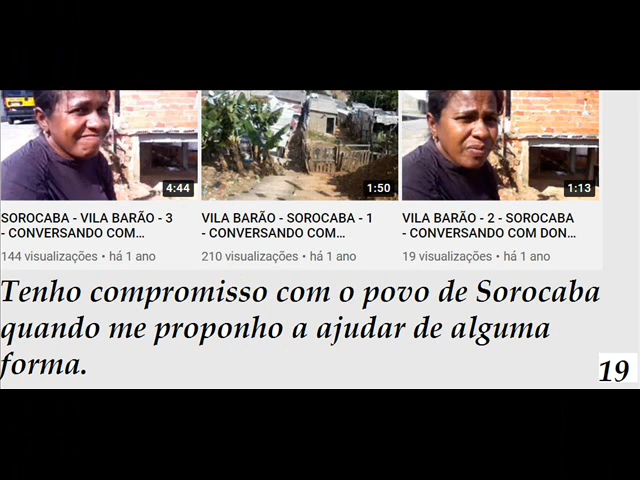 4:44
1:50
1:13
SOROCABA - VILA BARÃO - 3
- CONVERSANDO COM...
144 visualizações • há 1 ano
VILA BARÃO - SOROCABA - 1
- CONVERSANDO COM...
210 visualizações • há 1 ano
VILA BARÃO - 2 - SOROCABA
- CONVERSANDO COM DON...
19 visualizações • há 1 ano
Tenho compromisso com o povo de Sorocaba
quando me proponho a ajudar de alguma
forma.
19